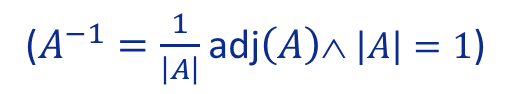 (A⁻¹ = 1/|A| adj(A) ∧ |A| = 1)